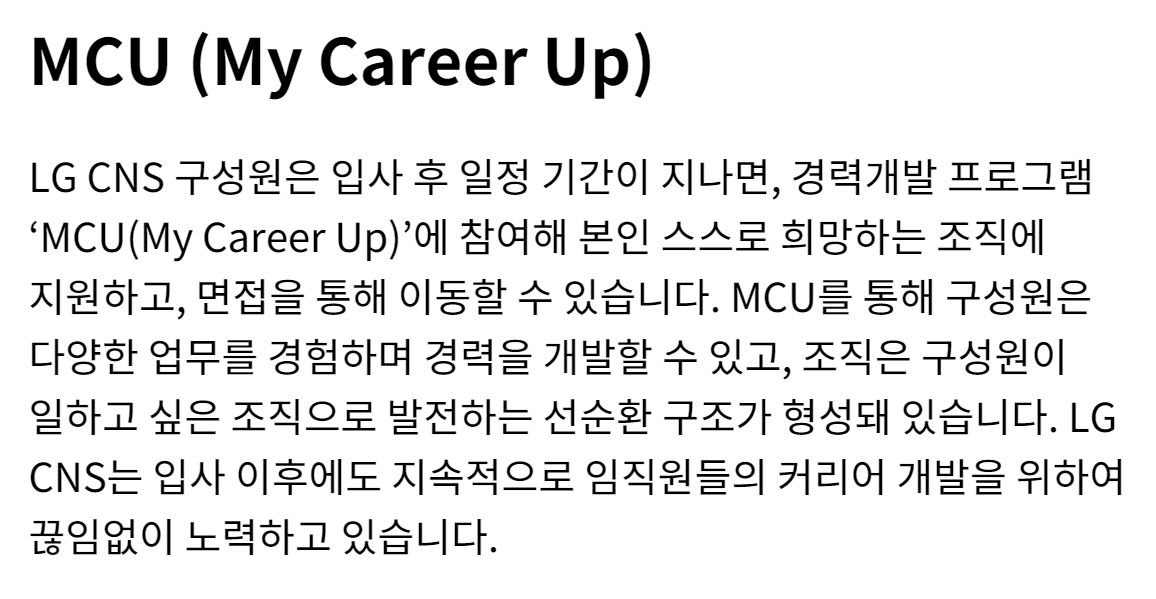 MCU (My Career Up)
LG CNS 구성원은 입사 후 일정 기간이 지나면, 경력개발 프로그램
‘MCU(My Career Up)’에 참여해 본인 스스로 희망하는 조직에
지원하고, 면접을 통해 이동할 수 있습니다. MCU를 통해 구성원은
다양한 업무를 경험하며 경력을 개발할 수 있고, 조직은 구성원이
일하고 싶은 조직으로 발전하는 선순환 구조가 형성돼 있습니다. LG
CNS는 입사 이후에도 지속적으로 임직원들의 커리어 개발을 위하여
끊임없이 노력하고 있습니다.